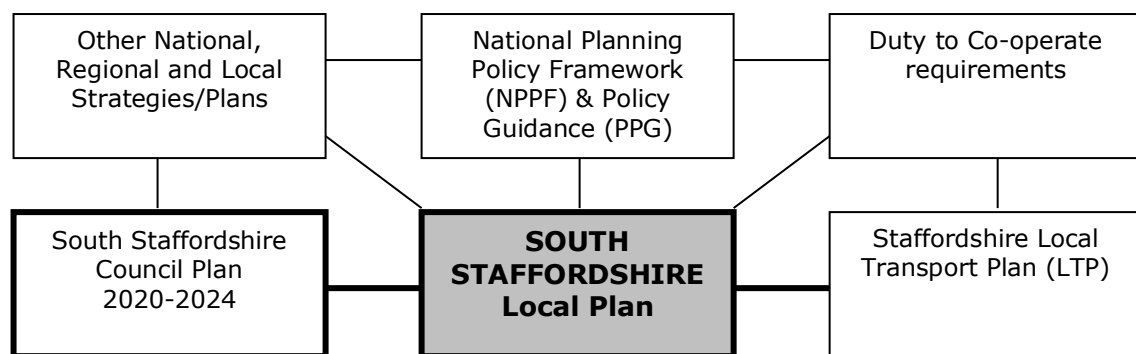 Other National,
Regional and Local
Strategies/Plans
National Planning
Policy Framework
(NPPF) & Policy
Guidance (PPG)
Duty to Co-operate
requirements
South Staffordshire
Council Plan
2020-2024
SOUTH
STAFFORDSHIRE
Local Plan
Staffordshire Local
Transport Plan (LTP)